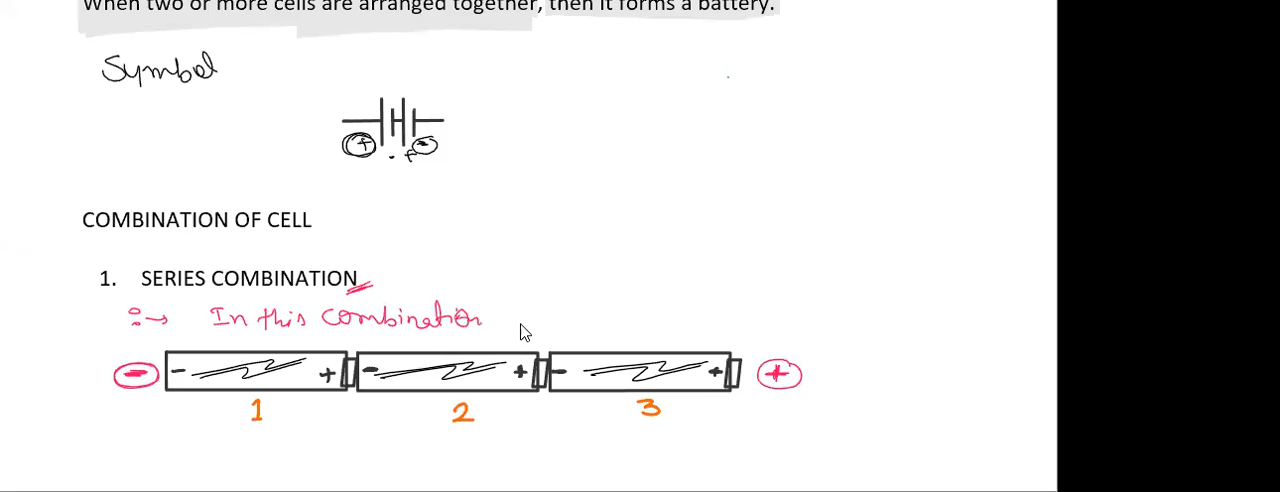 When two or more cells are arranged together, then it forms a battery.
Symbol
+ -
COMBINATION OF CELL
1. SERIES COMBINATION
:→ In this combination
- - + - + - + +
1 2 3